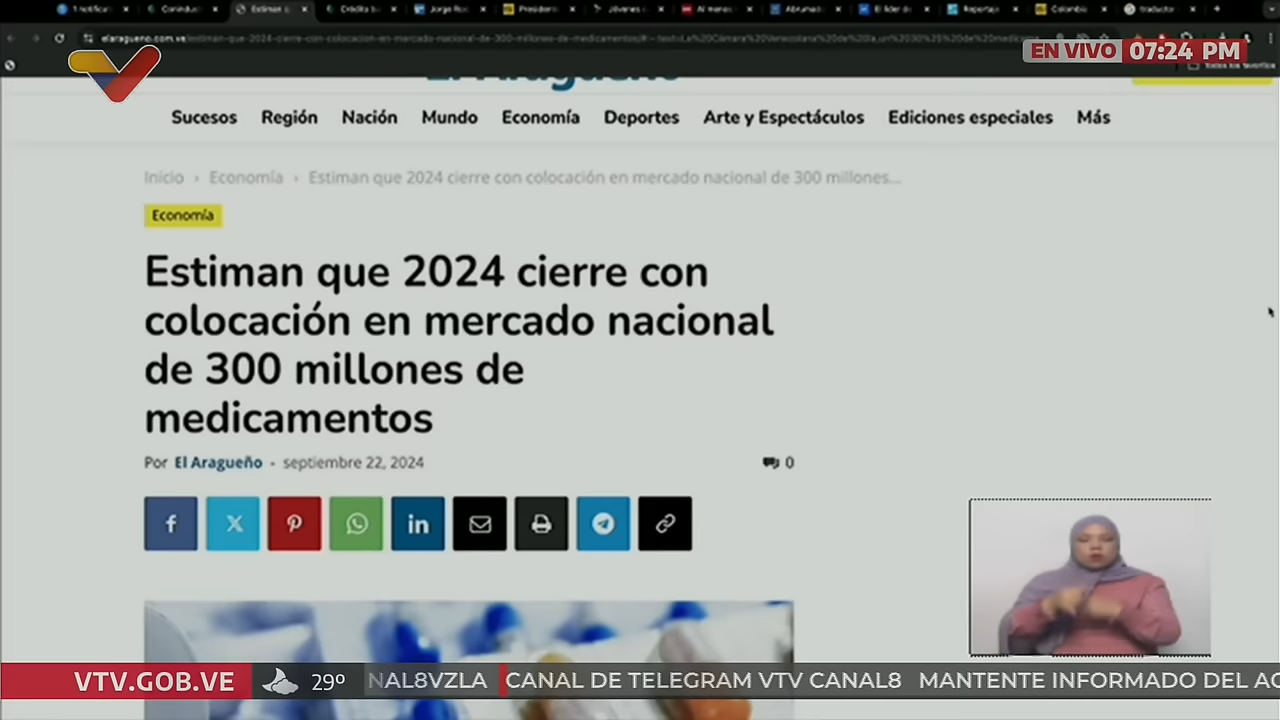 EN VIVO 07:24 PM
El Aragueño
Sucesos Región Nación Mundo Economía Deportes Arte y Espectáculos Ediciones especiales Más
Inicio › Economía › Estiman que 2024 cierre con colocación en mercado nacional de 300 millones...
Economía
Estiman que 2024 cierre con
colocación en mercado nacional
de 300 millones de
medicamentos
Por El Aragueño - septiembre 22, 2024
0
VTV.GOB.VE 29º NAL8VZLA CANAL DE TELEGRAM VTV CANAL8 MANTENTE INFORMADO DEL AC